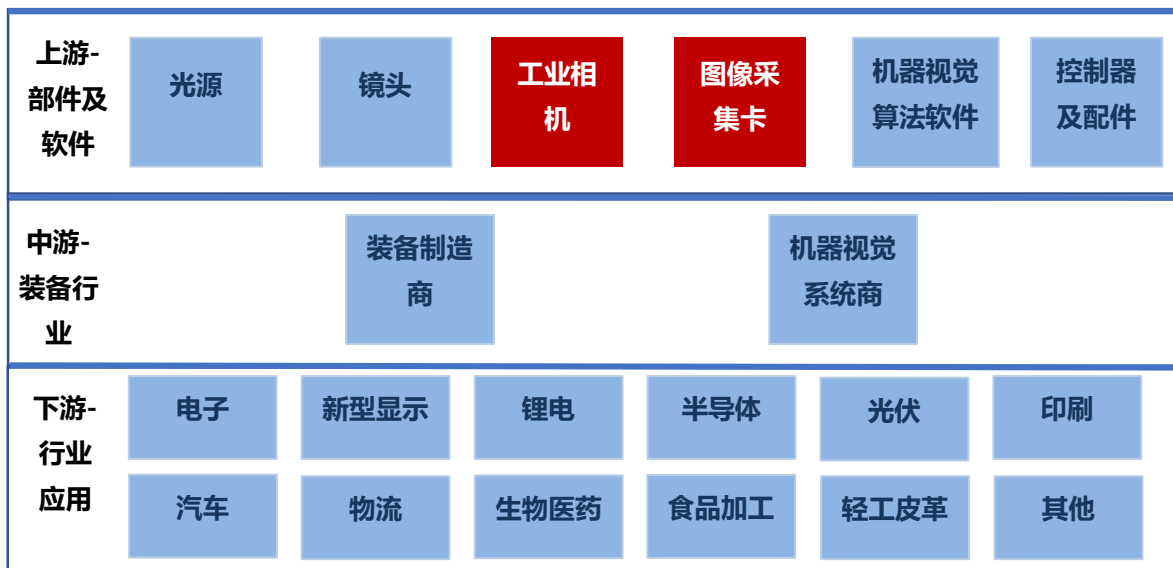 上游-
部件及
软件
光源
镜头
工业相
机
图像采
集卡
机器视觉
算法软件
控制器
及配件
中游-
装备行
业
装备制造
商
机器视觉
系统商
下游-
行业
应用
电子
新型显示
锂电
半导体
光伏
印刷
汽车
物流
生物医药
食品加工
轻工皮革
其他